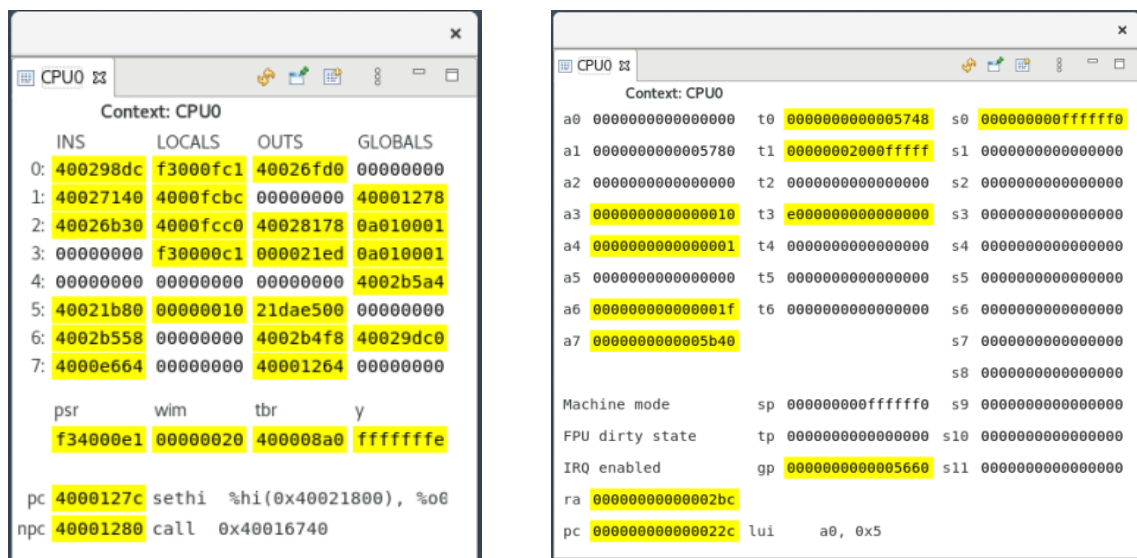 CPU0
Context: CPU0
INS LOCALS OUTS GLOBALS
0: 400298dc f3000fc1 40026fd0 00000000
1: 40027140 4000fcbc 00000000 40001278
2: 40026b30 4000fcc0 40028178 0a010001
3: 00000000 f30000c1 000021ed 0a010001
4: 00000000 00000000 00000000 4002b5a4
5: 40021b80 00000010 21dae500 00000000
6: 4002b558 00000000 4002b4f8 40029dc0
7: 4000e664 00000000 40001264 00000000
psr wim tbr y
f34000e1 00000020 400008a0 fffffffe
pc 4000127c sethi %hi(0x40021800), %o0
npc 40001280 call 0x40016740
CPU0
Context: CPU0
a0 0000000000000000 t0 0000000000005748 s0 000000000ffffff0
a1 0000000000005780 t1 00000002000fffff s1 0000000000000000
a2 0000000000000000 t2 0000000000000000 s2 0000000000000000
a3 0000000000000010 t3 e000000000000000 s3 0000000000000000
a4 0000000000000001 t4 0000000000000000 s4 0000000000000000
a5 0000000000000000 t5 0000000000000000 s5 0000000000000000
a6 000000000000001f t6 0000000000000000 s6 0000000000000000
a7 0000000000005b40 s7 0000000000000000
s8 0000000000000000
Machine mode sp 000000000ffffff0 s9 0000000000000000
FPU dirty state tp 0000000000000000 s10 0000000000000000
IRQ enabled gp 0000000000005660 s11 0000000000000000
ra 00000000000002bc
pc 000000000000022c lui a0, 0x5